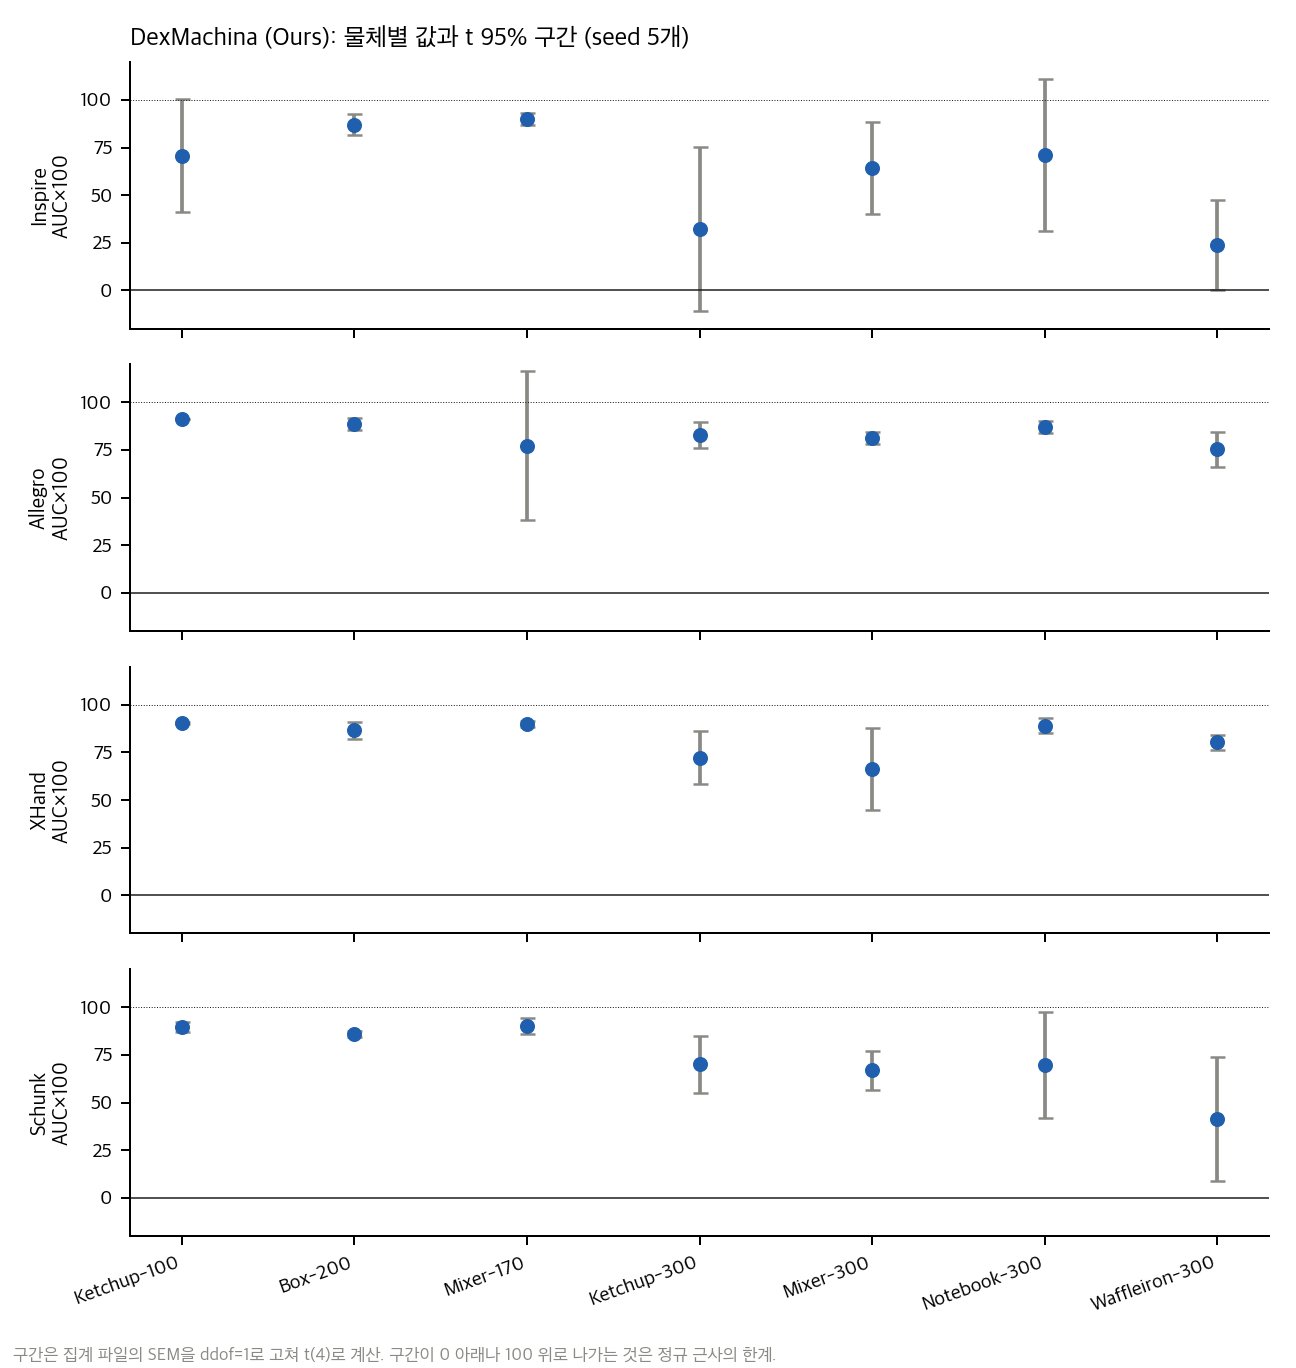 DexMachina (Ours): 물체별 값과 t 95% 구간 (seed 5개)
Inspire
AUC×100
100
75
50
25
0
Allegro
AUC×100
100
75
50
25
0
XHand
AUC×100
100
75
50
25
0
Schunk
AUC×100
100
75
50
25
0
Ketchup-100
Box-200
Mixer-170
Ketchup-300
Mixer-300
Notebook-300
Waffleiron-300
구간은 집계 파일의 SEM을 ddof=1로 고쳐 t(4)로 계산. 구간이 0 아래나 100 위로 나가는 것은 정규 근사의 한계.